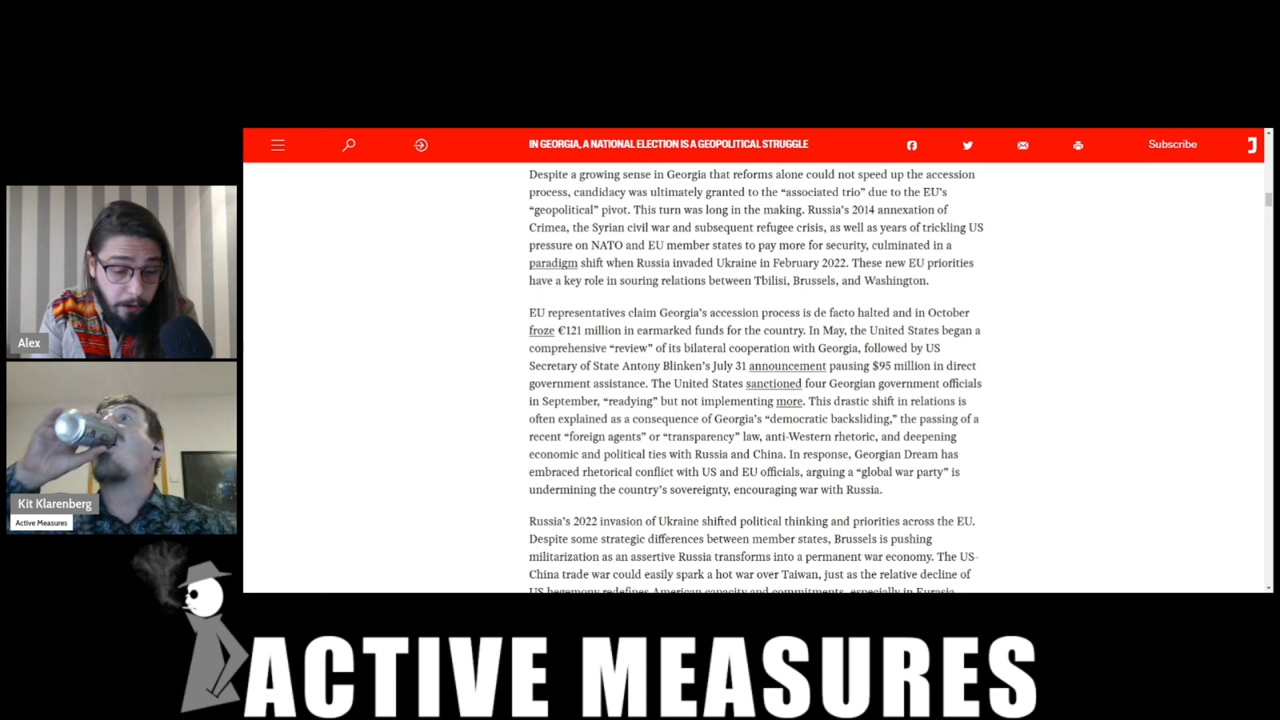 IN GEORGIA, A NATIONAL ELECTION IS A GEOPOLITICAL STRUGGLE
Subscribe
Despite a growing sense in Georgia that reforms alone could not speed up the accession
process, candidacy was ultimately granted to the “associated trio” due to the EU’s
“geopolitical” pivot. This turn was long in the making. Russia’s 2014 annexation of
Crimea, the Syrian civil war and subsequent refugee crisis, as well as years of trickling US
pressure on NATO and EU member states to pay more for security, culminated in a
paradigm shift when Russia invaded Ukraine in February 2022. These new EU priorities
have a key role in souring relations between Tbilisi, Brussels, and Washington.
EU representatives claim Georgia’s accession process is de facto halted and in October
froze €121 million in earmarked funds for the country. In May, the United States began a
comprehensive “review” of its bilateral cooperation with Georgia, followed by US
Secretary of State Antony Blinken’s July 31 announcement pausing $95 million in direct
government assistance. The United States sanctioned four Georgian government officials
in September, “readying” but not implementing more. This drastic shift in relations is
often explained as a consequence of Georgia’s “democratic backsliding,” the passing of a
recent “foreign agents” or “transparency” law, anti-Western rhetoric, and deepening
economic and political ties with Russia and China. In response, Georgian Dream has
embraced rhetorical conflict with US and EU officials, arguing a “global war party” is
undermining the country’s sovereignty, encouraging war with Russia.
Russia’s 2022 invasion of Ukraine shifted political thinking and priorities across the EU.
Despite some strategic differences between member states, Brussels is pushing
militarization as an assertive Russia transforms into a permanent war economy. The US-
China trade war could easily spark a hot war over Taiwan, just as the relative decline of
US hegemony redefines American capacity and commitments, especially in Eurasia.
Alex
Kit Klarenberg
Active Measures
ACTIVE MEASURES